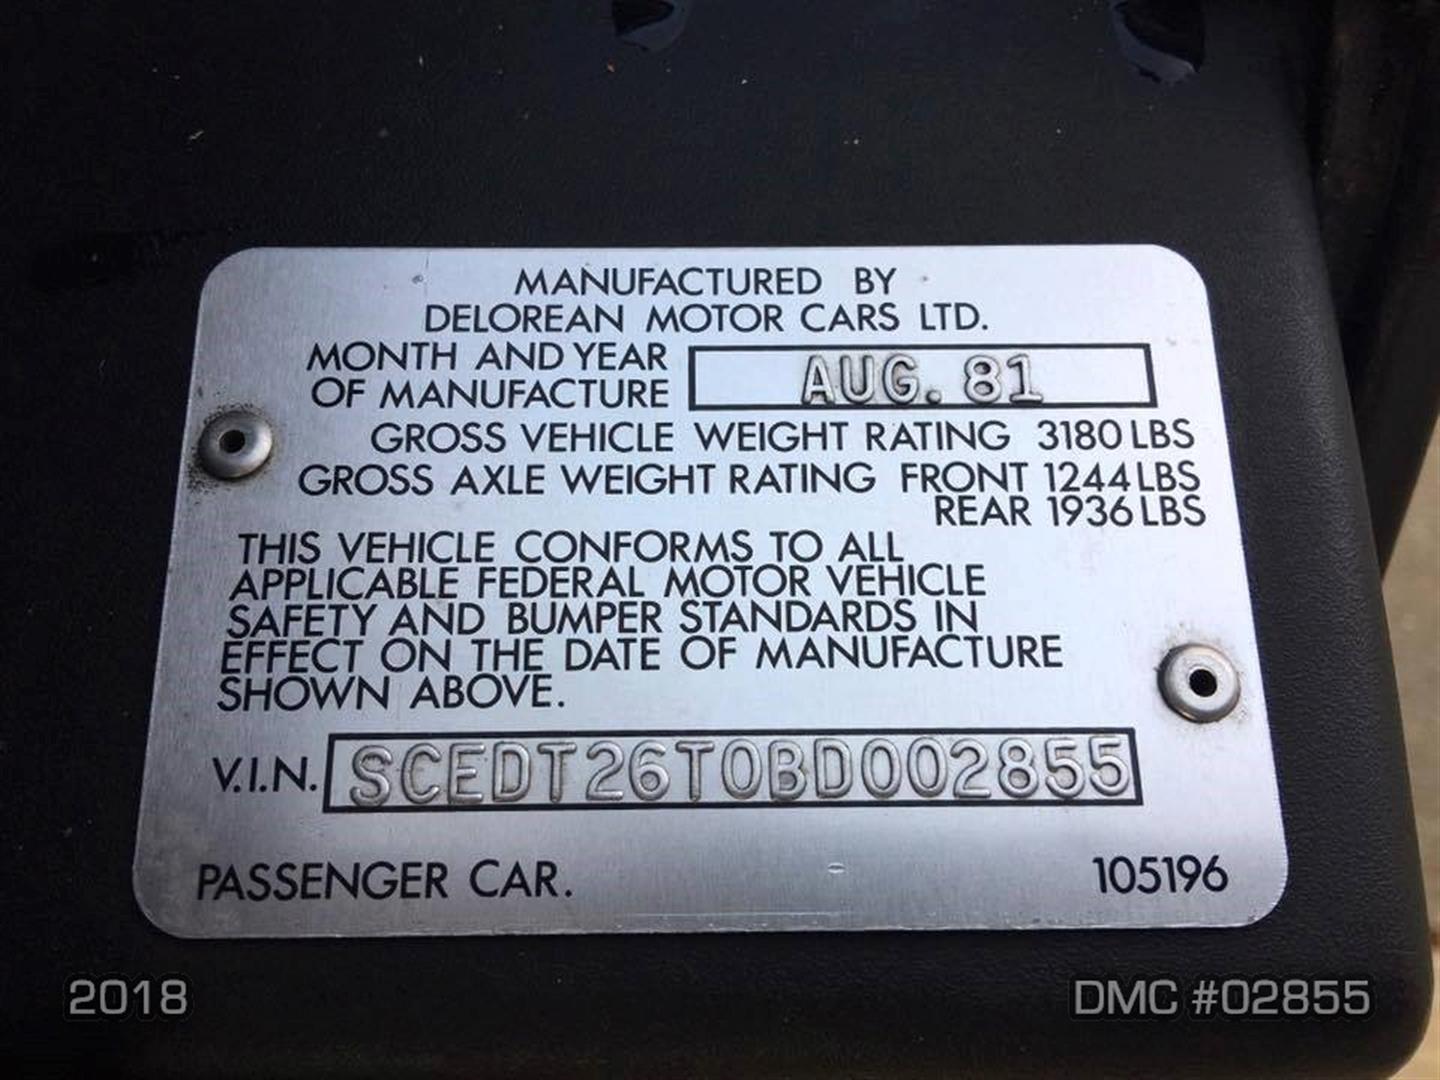 MANUFACTURED BY
DELOREAN MOTOR CARS LTD.
MONTH AND YEAR
OF MANUFACTURE
AUG. 81
GROSS VEHICLE WEIGHT RATING 3180 LBS
GROSS AXLE WEIGHT RATING FRONT 1244 LBS
REAR 1936 LBS
THIS VEHICLE CONFORMS TO ALL
APPLICABLE FEDERAL MOTOR VEHICLE
SAFETY AND BUMPER STANDARDS IN
EFFECT ON THE DATE OF MANUFACTURE
SHOWN ABOVE.
V.I.N. SCEDT26T0BD002855
PASSENGER CAR. 105196
2018 DMC #02855